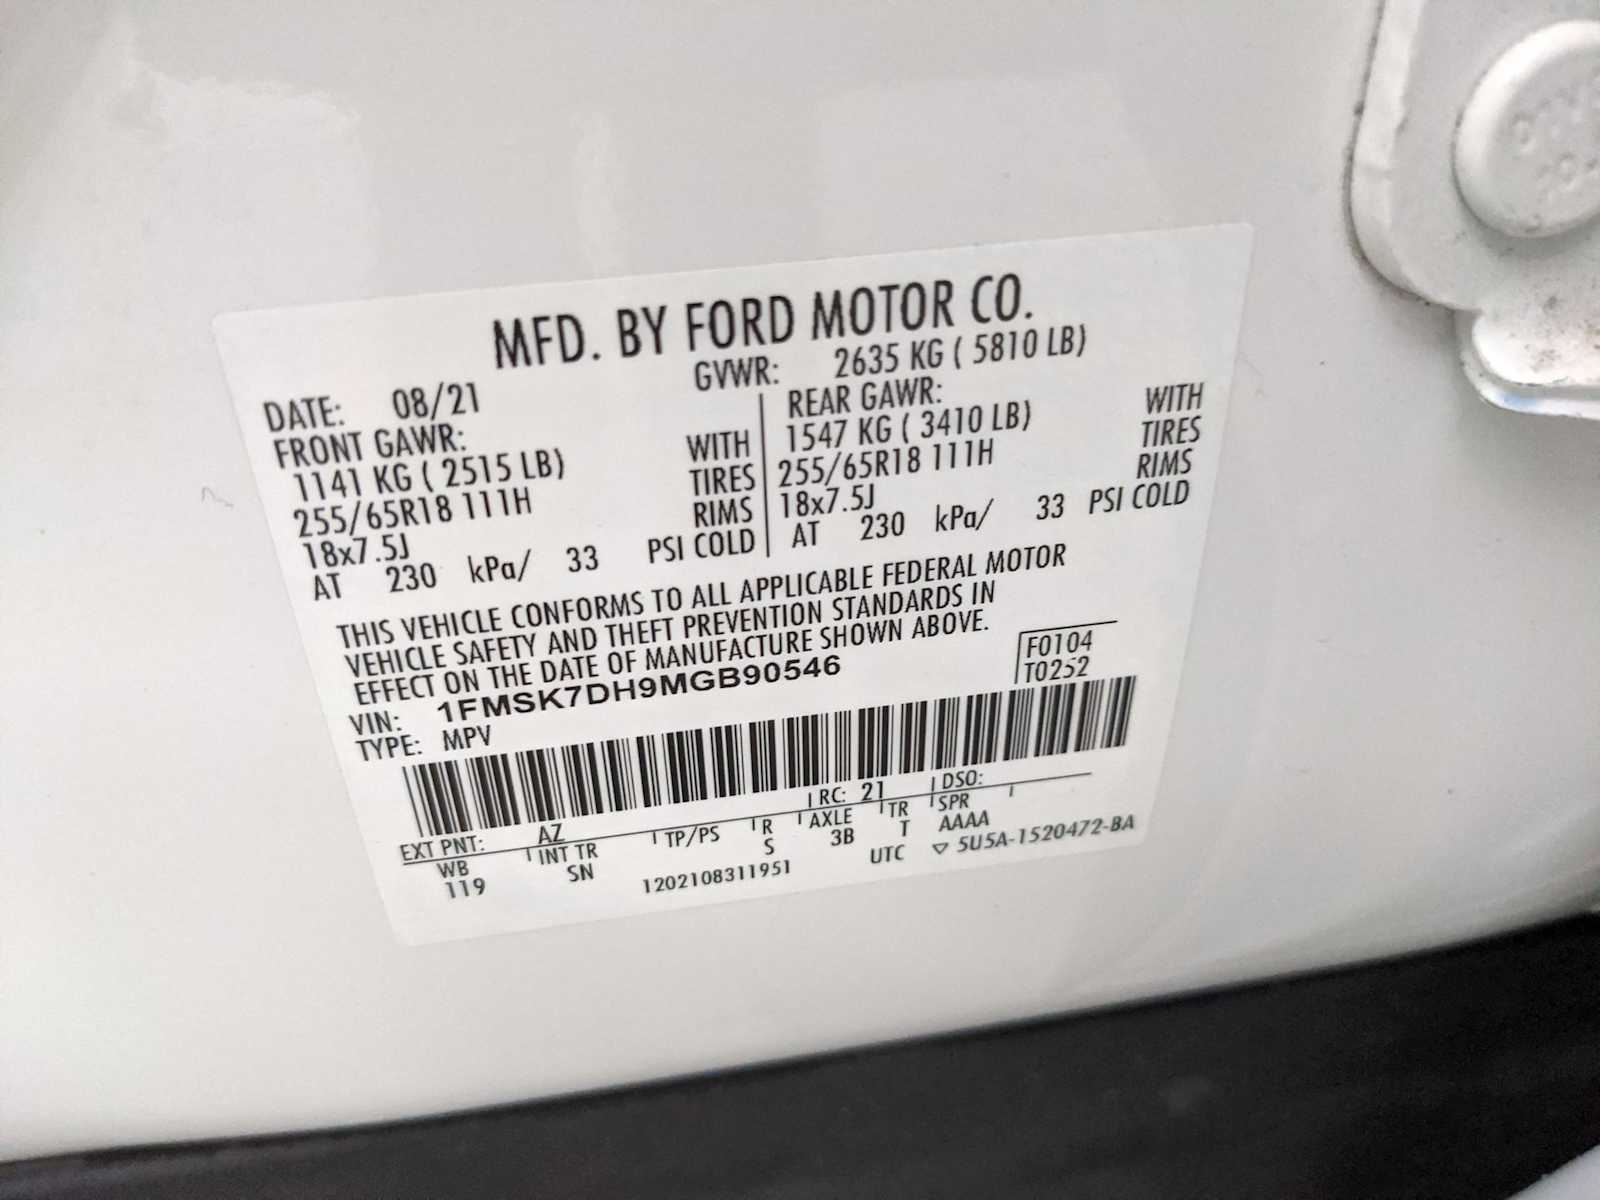 MFD. BY FORD MOTOR CO.
DATE: 08/21 GVWR: 2635 KG ( 5810 LB)
FRONT GAWR: REAR GAWR:
1141 KG ( 2515 LB) WITH 1547 KG ( 3410 LB) WITH
255/65R18 111H TIRES 255/65R18 111H TIRES
18x7.5J RIMS 18x7.5J RIMS
AT 230 kPa/ 33 PSI COLD AT 230 kPa/ 33 PSI COLD
THIS VEHICLE CONFORMS TO ALL APPLICABLE FEDERAL MOTOR
VEHICLE SAFETY AND THEFT PREVENTION STANDARDS IN
EFFECT ON THE DATE OF MANUFACTURE SHOWN ABOVE.
F0104
VIN: 1FMSK7DH9MGB90546
T0252
TYPE: MPV
EXT PNT: AZ RC: 21 DSO:
WB INT TR TP/PS R AXLE TR SPR
119 SN S 3B T AAAA
1202108311951 UTC ▽ 5U5A-1520472-BA